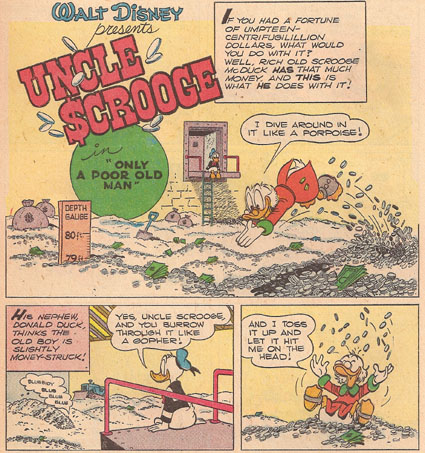 WALT DISNEY
presents
UNCLE
$CROOGE
in
"ONLY
A POOR OLD
MAN"
IF YOU HAD A FORTUNE
OF UMPTEEN-
CENTRIFUGILILLION
DOLLARS, WHAT WOULD
YOU DO WITH IT?
WELL, RICH OLD SCROOGE
McDUCK HAS THAT MUCH
MONEY, AND THIS IS
WHAT HE DOES WITH IT!
I DIVE AROUND IN
IT LIKE A PORPOISE!
DEPTH
GAUGE
80 FT
79 FT
HIS NEPHEW,
DONALD DUCK,
THINKS THE
OLD BOY IS
SLIGHTLY
MONEY-STRUCK!
BLUB
BLUB
BLUB
YES, UNCLE SCROOGE,
AND YOU BURROW
THROUGH IT LIKE
A GOPHER!
AND I TOSS
IT UP AND
LET IT HIT
ME ON THE
HEAD!